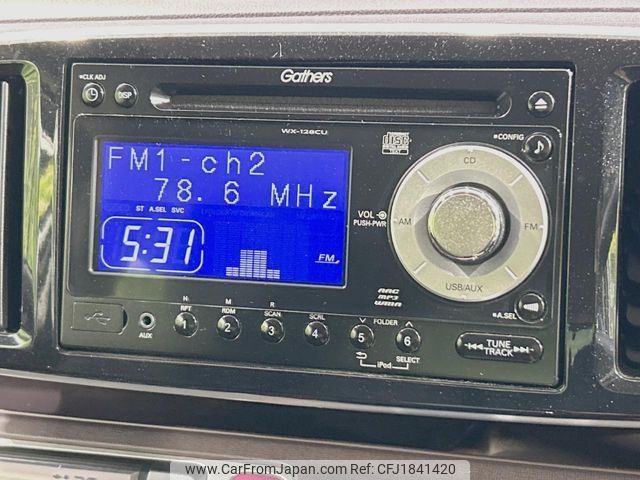 CLK ADJ
Gathers
DISP
WX-128CU
disc
TEXT
CONFIG
FM1-ch2
78.6 MHz
ST A.SEL SVC
5:31
FM
VOL
PUSH-PWR
CD
AM
FM
USB/AUX
AAC
MP3
WMA
A.SEL
H M R
RPT RDM SCAN SCRL FOLDER
1 2 3 4 5 6
AUX
iPod
SELECT
TUNE
TRACK
carfromjapan.com - CFJ1841420